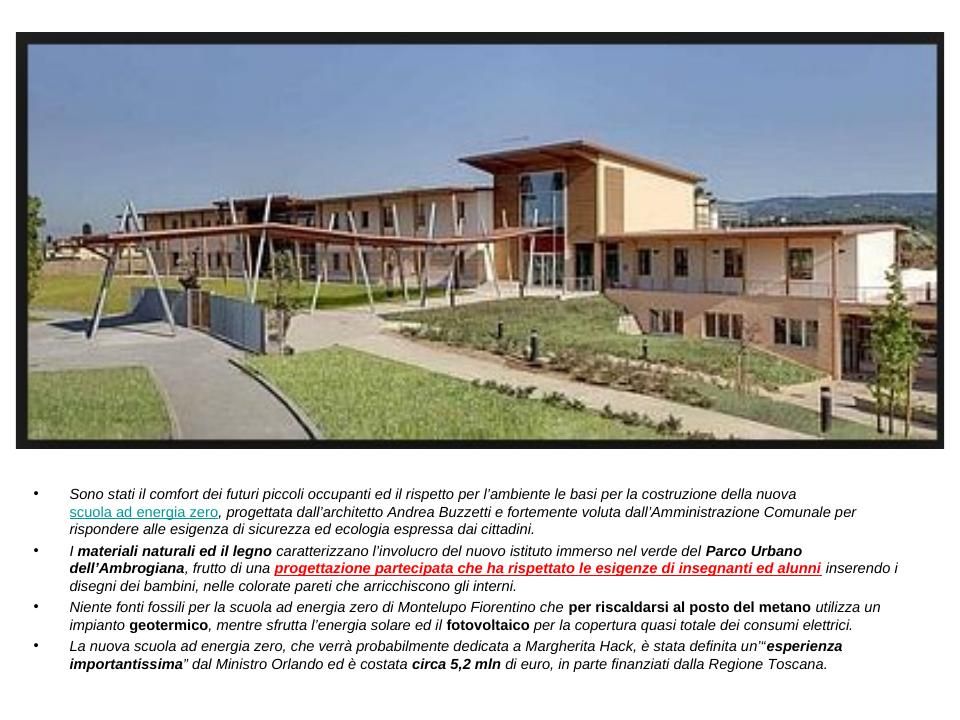 • Sono stati il comfort dei futuri piccoli occupanti ed il rispetto per l’ambiente le basi per la costruzione della nuova
scuola ad energia zero, progettata dall’architetto Andrea Buzzetti e fortemente voluta dall’Amministrazione Comunale per
rispondere alle esigenza di sicurezza ed ecologia espressa dai cittadini.
• I materiali naturali ed il legno caratterizzano l’involucro del nuovo istituto immerso nel verde del Parco Urbano
dell’Ambrogiana, frutto di una progettazione partecipata che ha rispettato le esigenze di insegnanti ed alunni inserendo i
disegni dei bambini, nelle colorate pareti che arricchiscono gli interni.
• Niente fonti fossili per la scuola ad energia zero di Montelupo Fiorentino che per riscaldarsi al posto del metano utilizza un
impianto geotermico, mentre sfrutta l’energia solare ed il fotovoltaico per la copertura quasi totale dei consumi elettrici.
• La nuova scuola ad energia zero, che verrà probabilmente dedicata a Margherita Hack, è stata definita un’“esperienza
importantissima” dal Ministro Orlando ed è costata circa 5,2 mln di euro, in parte finanziati dalla Regione Toscana.